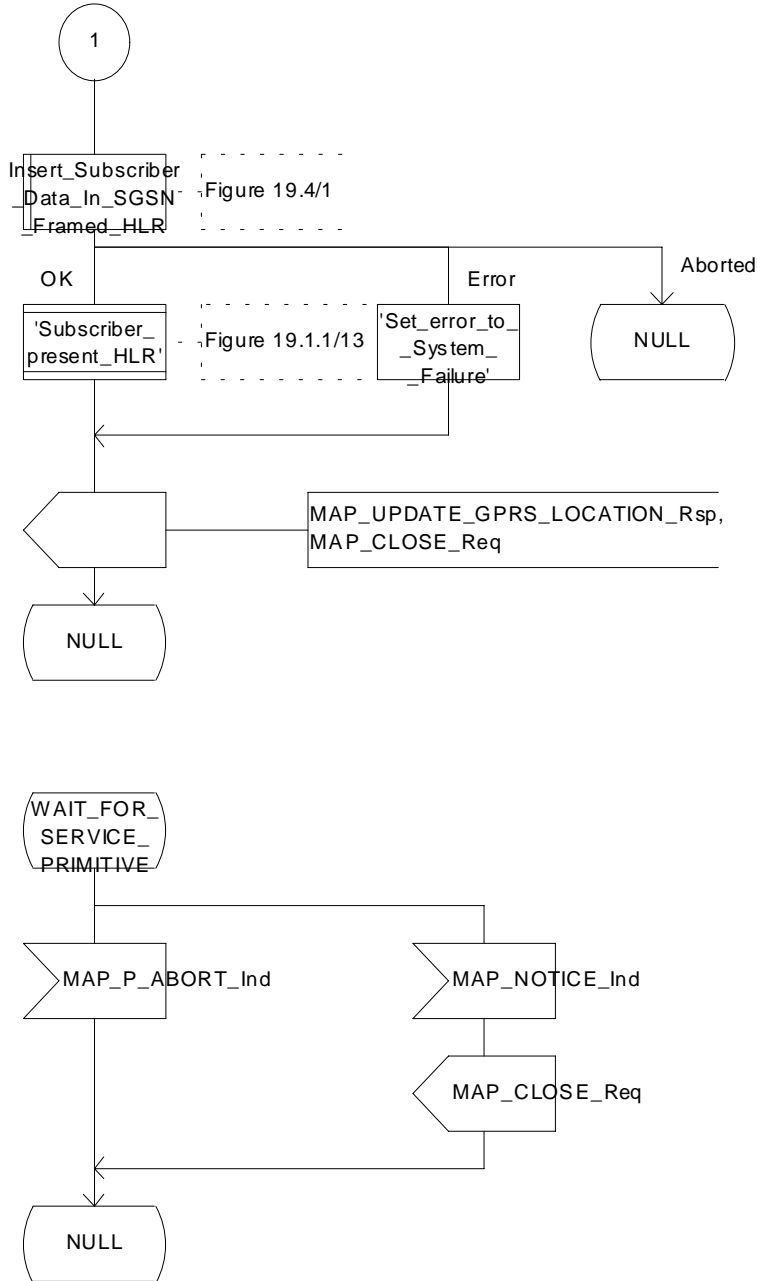 1
Insert_Subscriber
_Data_In_SGSN
_Framed_HLR
Figure 19.4/1
OK
Error
Aborted
'Subscriber_
present_HLR'
Figure 19.1.1/13
'Set_error_to_
_System_
_Failure'
NULL
MAP_UPDATE_GPRS_LOCATION_Rsp,
MAP_CLOSE_Req
NULL
WAIT_FOR_
SERVICE_
PRIMITIVE
MAP_P_ABORT_Ind
MAP_NOTICE_Ind
MAP_CLOSE_Req
NULL